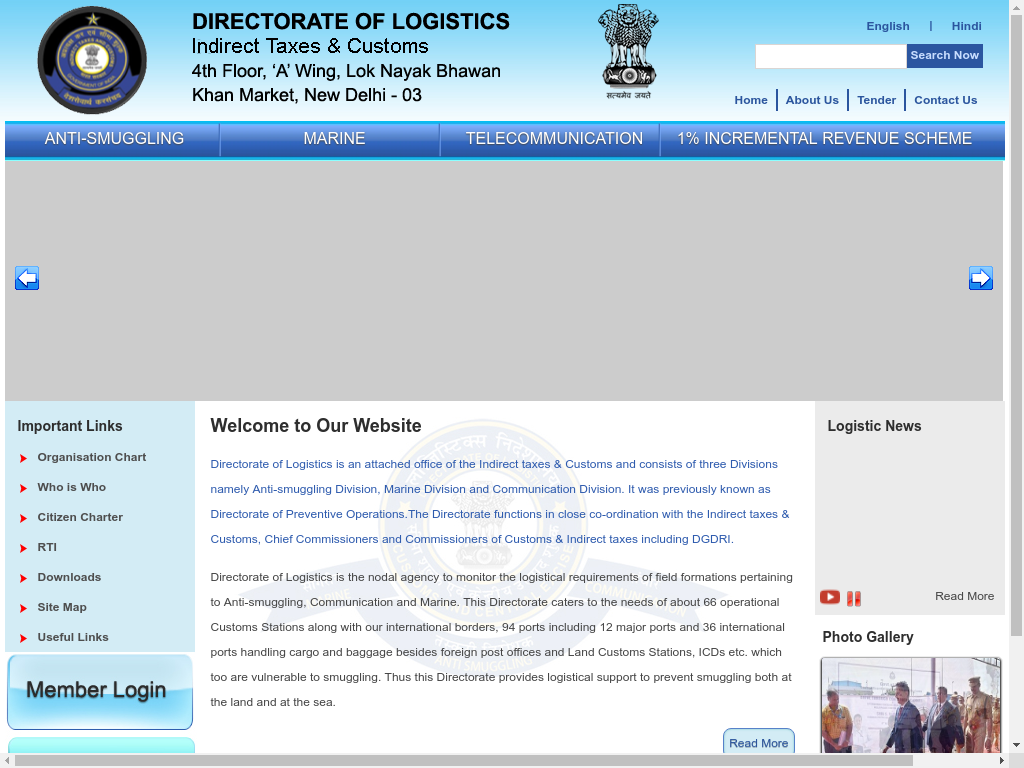 DIRECTORATE OF LOGISTICS
Indirect Taxes & Customs
4th Floor, ‘A’ Wing, Lok Nayak Bhawan
Khan Market, New Delhi - 03
सत्यमेव जयते
English | Hindi
Search Now
Home
About Us
Tender
Contact Us
ANTI-SMUGGLING
MARINE
TELECOMMUNICATION
1% INCREMENTAL REVENUE SCHEME
Important Links
Organisation Chart
Who is Who
Citizen Charter
RTI
Downloads
Site Map
Useful Links
Member Login
Welcome to Our Website
Directorate of Logistics is an attached office of the Indirect taxes & Customs and consists of three Divisions
namely Anti-smuggling Division, Marine Division and Communication Division. It was previously known as
Directorate of Preventive Operations.The Directorate functions in close co-ordination with the Indirect taxes &
Customs, Chief Commissioners and Commissioners of Customs & Indirect taxes including DGDRI.
Directorate of Logistics is the nodal agency to monitor the logistical requirements of field formations pertaining
to Anti-smuggling, Communication and Marine. This Directorate caters to the needs of about 66 operational
Customs Stations along with our international borders, 94 ports including 12 major ports and 36 international
ports handling cargo and baggage besides foreign post offices and Land Customs Stations, ICDs etc. which
too are vulnerable to smuggling. Thus this Directorate provides logistical support to prevent smuggling both at
the land and at the sea.
ANTI SMUGGLING
Read More
Logistic News
Read More
Photo Gallery